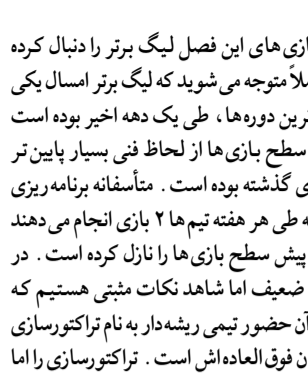 ازی‌های این فصل لیگ برتر را دنبال کرده
ملاً متوجه می‌شوید که لیگ برتر امسال یکی
ترین دوره‌ها ، طی یک دهه اخیر بوده است
سطح بازی‌ها از لحاظ فنی بسیار پایین‌تر
ی گذشته بوده است . متأسفانه برنامه‌ریزی
ه طی هر هفته تیم‌ها ۲ بازی انجام می‌دهند
پیش سطح بازی‌ها را نازل کرده است . در
ضعیف اما شاهد نکات مثبتی هستیم که
آن حضور تیمی ریشه‌دار به نام تراکتورسازی
ن فوق‌العاده‌اش است . تراکتورسازی را اما